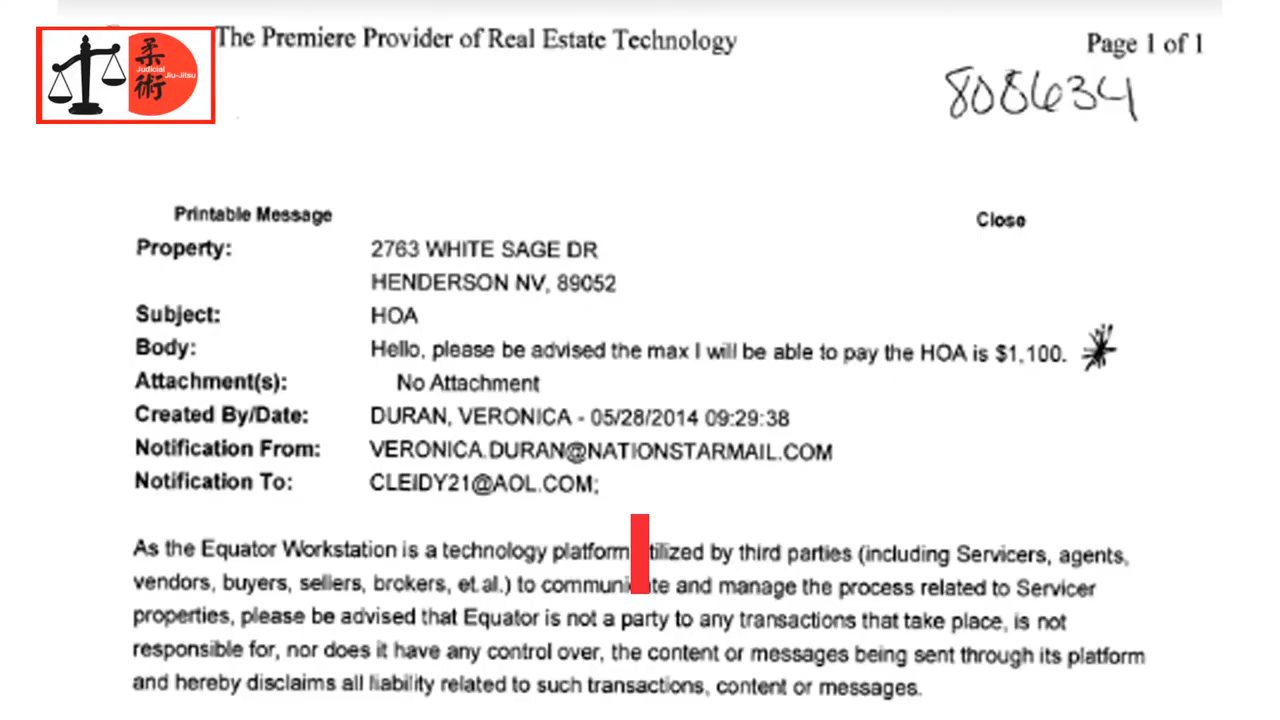 The Premiere Provider of Real Estate Technology
Page 1 of 1
柔
Judicial
Jiu-Jitsu
術
808634
Printable Message
Close
Property: 2763 WHITE SAGE DR
HENDERSON NV, 89052
Subject: HOA
Body: Hello, please be advised the max I will be able to pay the HOA is $1,100.
Attachment(s): No Attachment
Created By/Date: DURAN, VERONICA - 05/28/2014 09:29:38
Notification From: VERONICA.DURAN@NATIONSTARMAIL.COM
Notification To: CLEIDY21@AOL.COM;
As the Equator Workstation is a technology platform tilized by third parties (including Servicers, agents,
vendors, buyers, sellers, brokers, et.al.) to communi te and manage the process related to Servicer
properties, please be advised that Equator is not a party to any transactions that take place, is not
responsible for, nor does it have any control over, the content or messages being sent through its platform
and hereby disclaims all liability related to such transactions, content or messages.